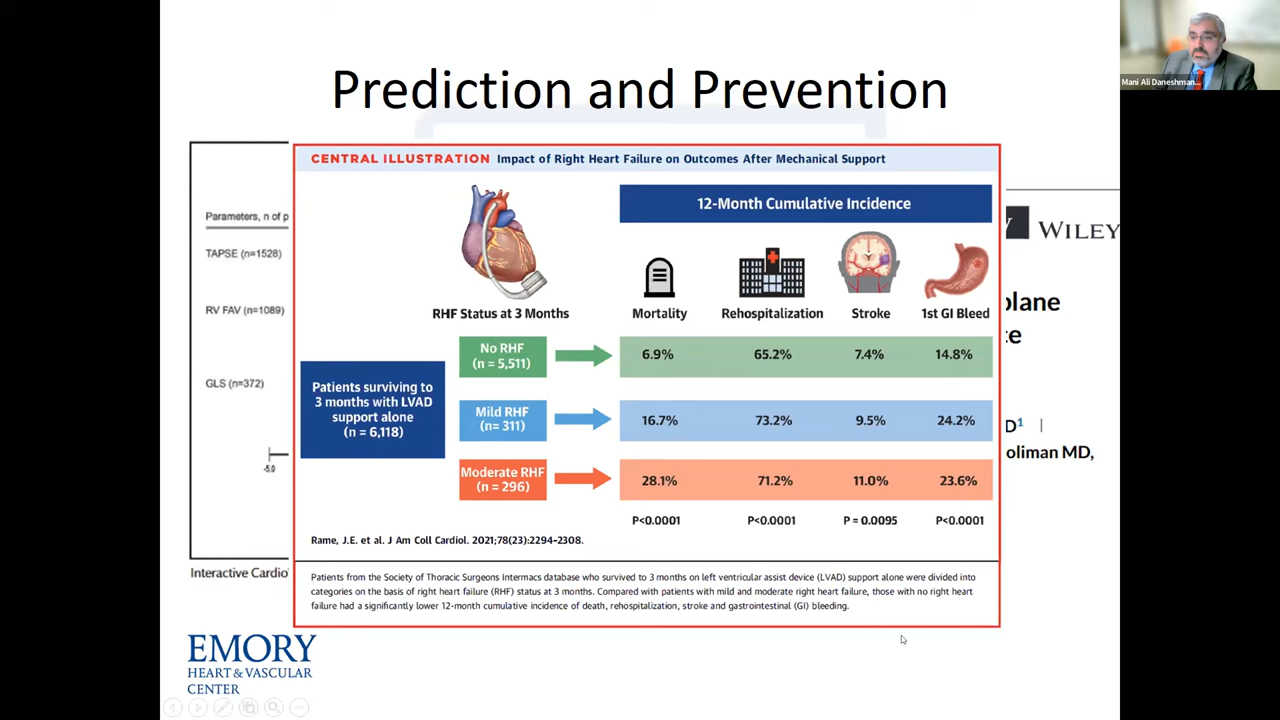 Mani Ali Daneshman...
Prediction and Prevention
Parameters, n of p
TAPSE (n=1528)
RV FAV (n=1089)
GLS (n=372)
-5.0
Interactive Cardio
CENTRAL ILLUSTRATION Impact of Right Heart Failure on Outcomes After Mechanical Support
12-Month Cumulative Incidence
RHF Status at 3 Months
Mortality Rehospitalization Stroke 1st GI Bleed
No RHF
(n = 5,511)
6.9% 65.2% 7.4% 14.8%
Patients surviving to
3 months with LVAD
support alone
(n = 6,118)
Mild RHF
(n= 311)
16.7% 73.2% 9.5% 24.2%
Moderate RHF
(n = 296)
28.1% 71.2% 11.0% 23.6%
P<0.0001 P<0.0001 P = 0.0095 P<0.0001
Rame, J.E. et al. J Am Coll Cardiol. 2021;78(23):2294-2308.
Patients from the Society of Thoracic Surgeons Intermacs database who survived to 3 months on left ventricular assist device (LVAD) support alone were divided into
categories on the basis of right heart failure (RHF) status at 3 months. Compared with patients with mild and moderate right heart failure, those with no right heart
failure had a significantly lower 12-month cumulative incidence of death, rehospitalization, stroke and gastrointestinal (GI) bleeding.
WILEY
plane
e
D1 |
oliman MD,
EMORY
HEART & VASCULAR
CENTER